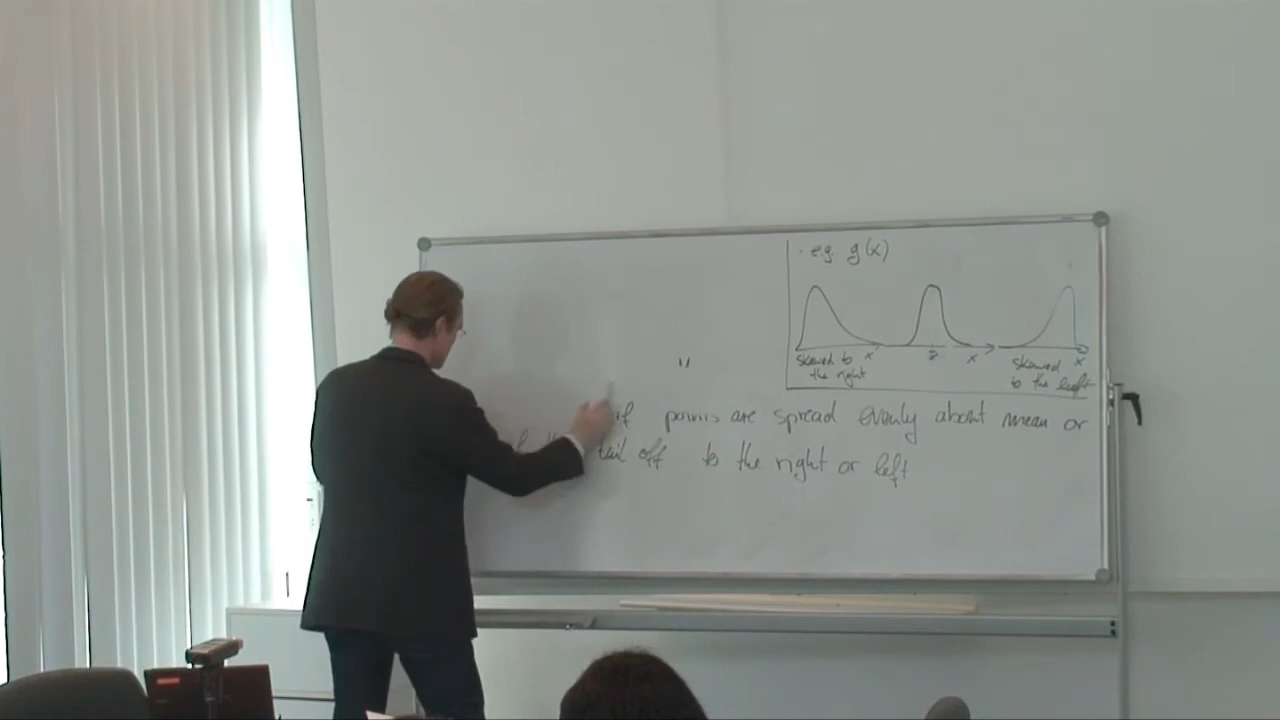 · e.g. g(x)
x x x
skewed to
the right
skewed
to the left
"
if points are spread evenly about mean or
tail off to the right or left